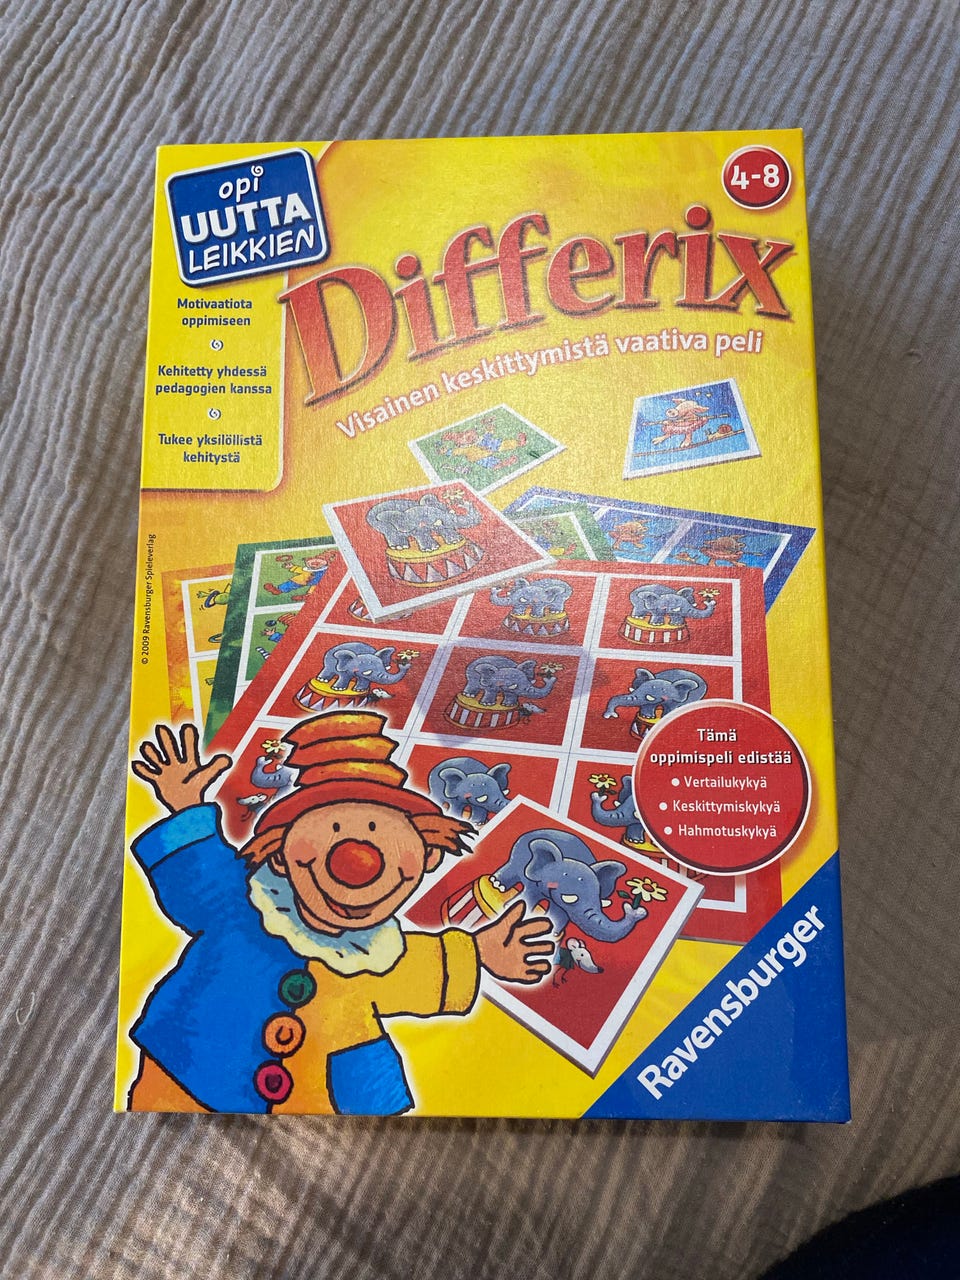 opi
UUTTA
LEIKKIEN
Motivaatiota
oppimiseen
Kehitetty yhdessä
pedagogien kanssa
Tukee yksilöllistä
kehitystä
4-8
Differix
Visainen keskittymistä vaativa peli
© 2009 Ravensburger Spieleverlag
Tämä
oppimispeli edistää
• Vertailukykyä
• Keskittymiskykyä
• Hahmotuskykyä
Ravensburger